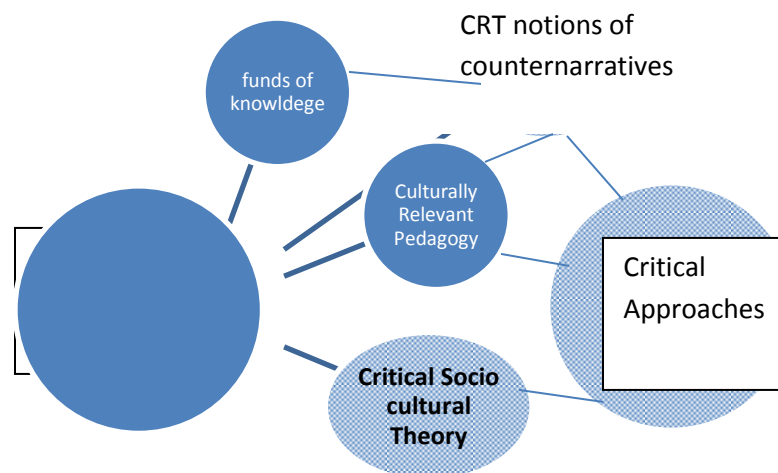 CRT notions of
counternarratives
funds of
knowldege
Culturally
Relevant
Pedagogy
Critical
Approaches
Critical Socio
cultural
Theory